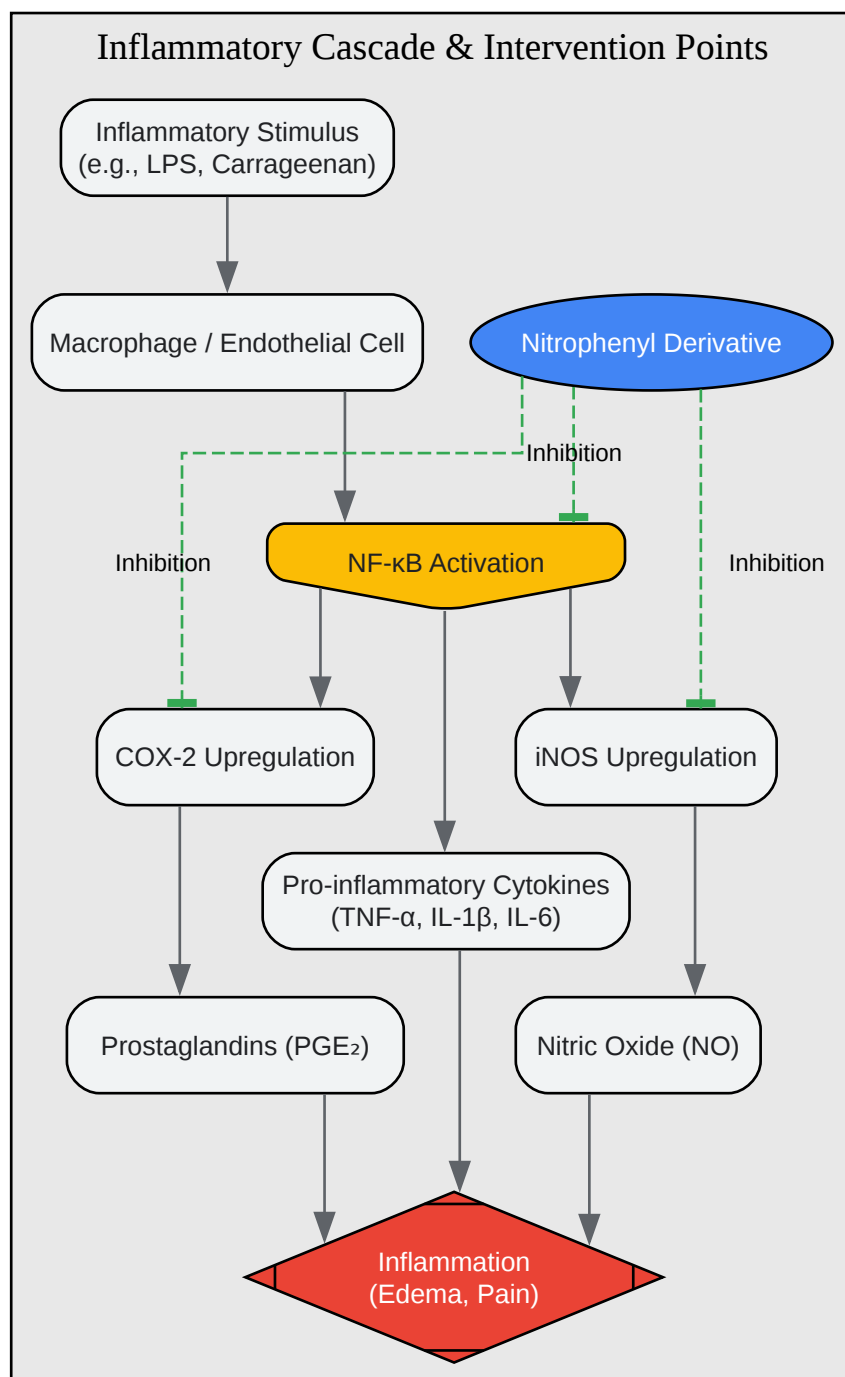 Inflammatory Cascade & Intervention Points
Inflammatory Stimulus
(e.g., LPS, Carrageenan)
Macrophage / Endothelial Cell
Nitrophenyl Derivative
Inhibition
Inhibition
NF-κB Activation
Inhibition
COX-2 Upregulation
iNOS Upregulation
Pro-inflammatory Cytokines
(TNF-α, IL-1β, IL-6)
Prostaglandins (PGE₂)
Nitric Oxide (NO)
Inflammation
(Edema, Pain)